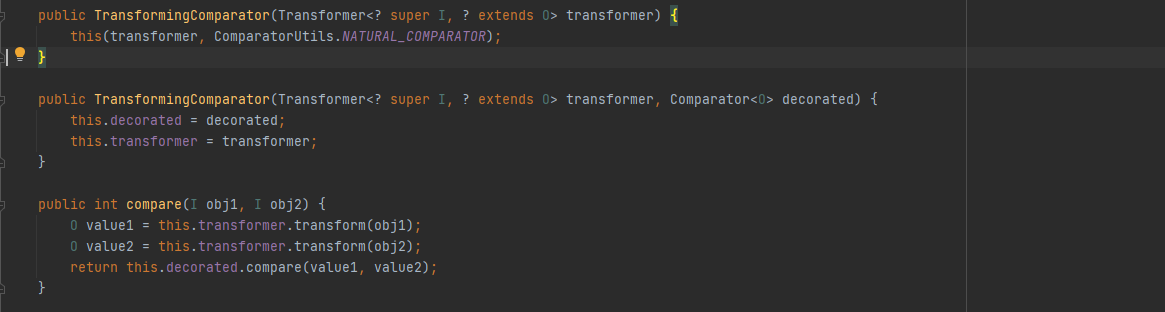 public TransformingComparator(Transformer<? super I, ? extends O> transformer) {
this(transformer, ComparatorUtils.NATURAL_COMPARATOR);
}
public TransformingComparator(Transformer<? super I, ? extends O> transformer, Comparator<O> decorated) {
this.decorated = decorated;
this.transformer = transformer;
}
public int compare(I obj1, I obj2) {
O value1 = this.transformer.transform(obj1);
O value2 = this.transformer.transform(obj2);
return this.decorated.compare(value1, value2);
}